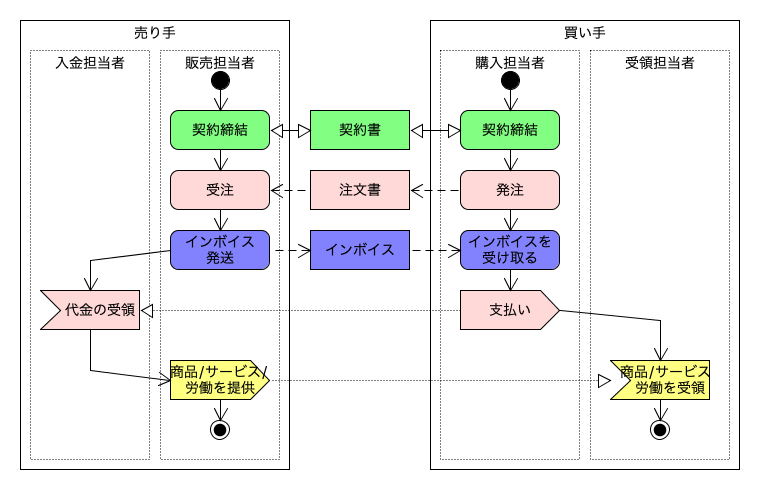 売り手
買い手
入金担当者
販売担当者
購入担当者
受領担当者
契約締結
契約書
契約締結
受注
注文書
発注
インボイス
発送
インボイス
インボイスを
受け取る
代金の受領
支払い
商品/サービス/
労働を提供
商品/サービス
労働を受領